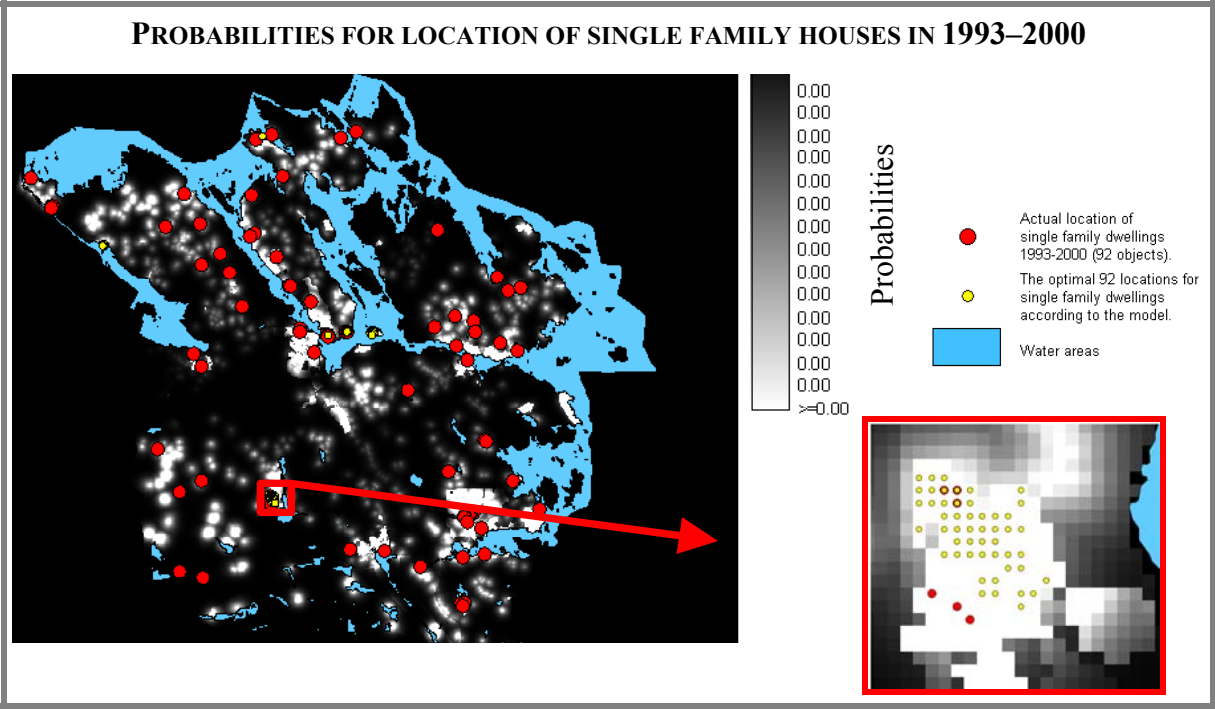 PROBABILITIES FOR LOCATION OF SINGLE FAMILY HOUSES IN 1993–2000
0.00
0.00
0.00
0.00
0.00
0.00
0.00
0.00
0.00
0.00
0.00
0.00
0.00
0.00
>=0.00
Probabilities
Actual location of
single family dwellings
1993-2000 (92 objects).
The optimal 92 locations for
single family dwellings
according to the model.
Water areas